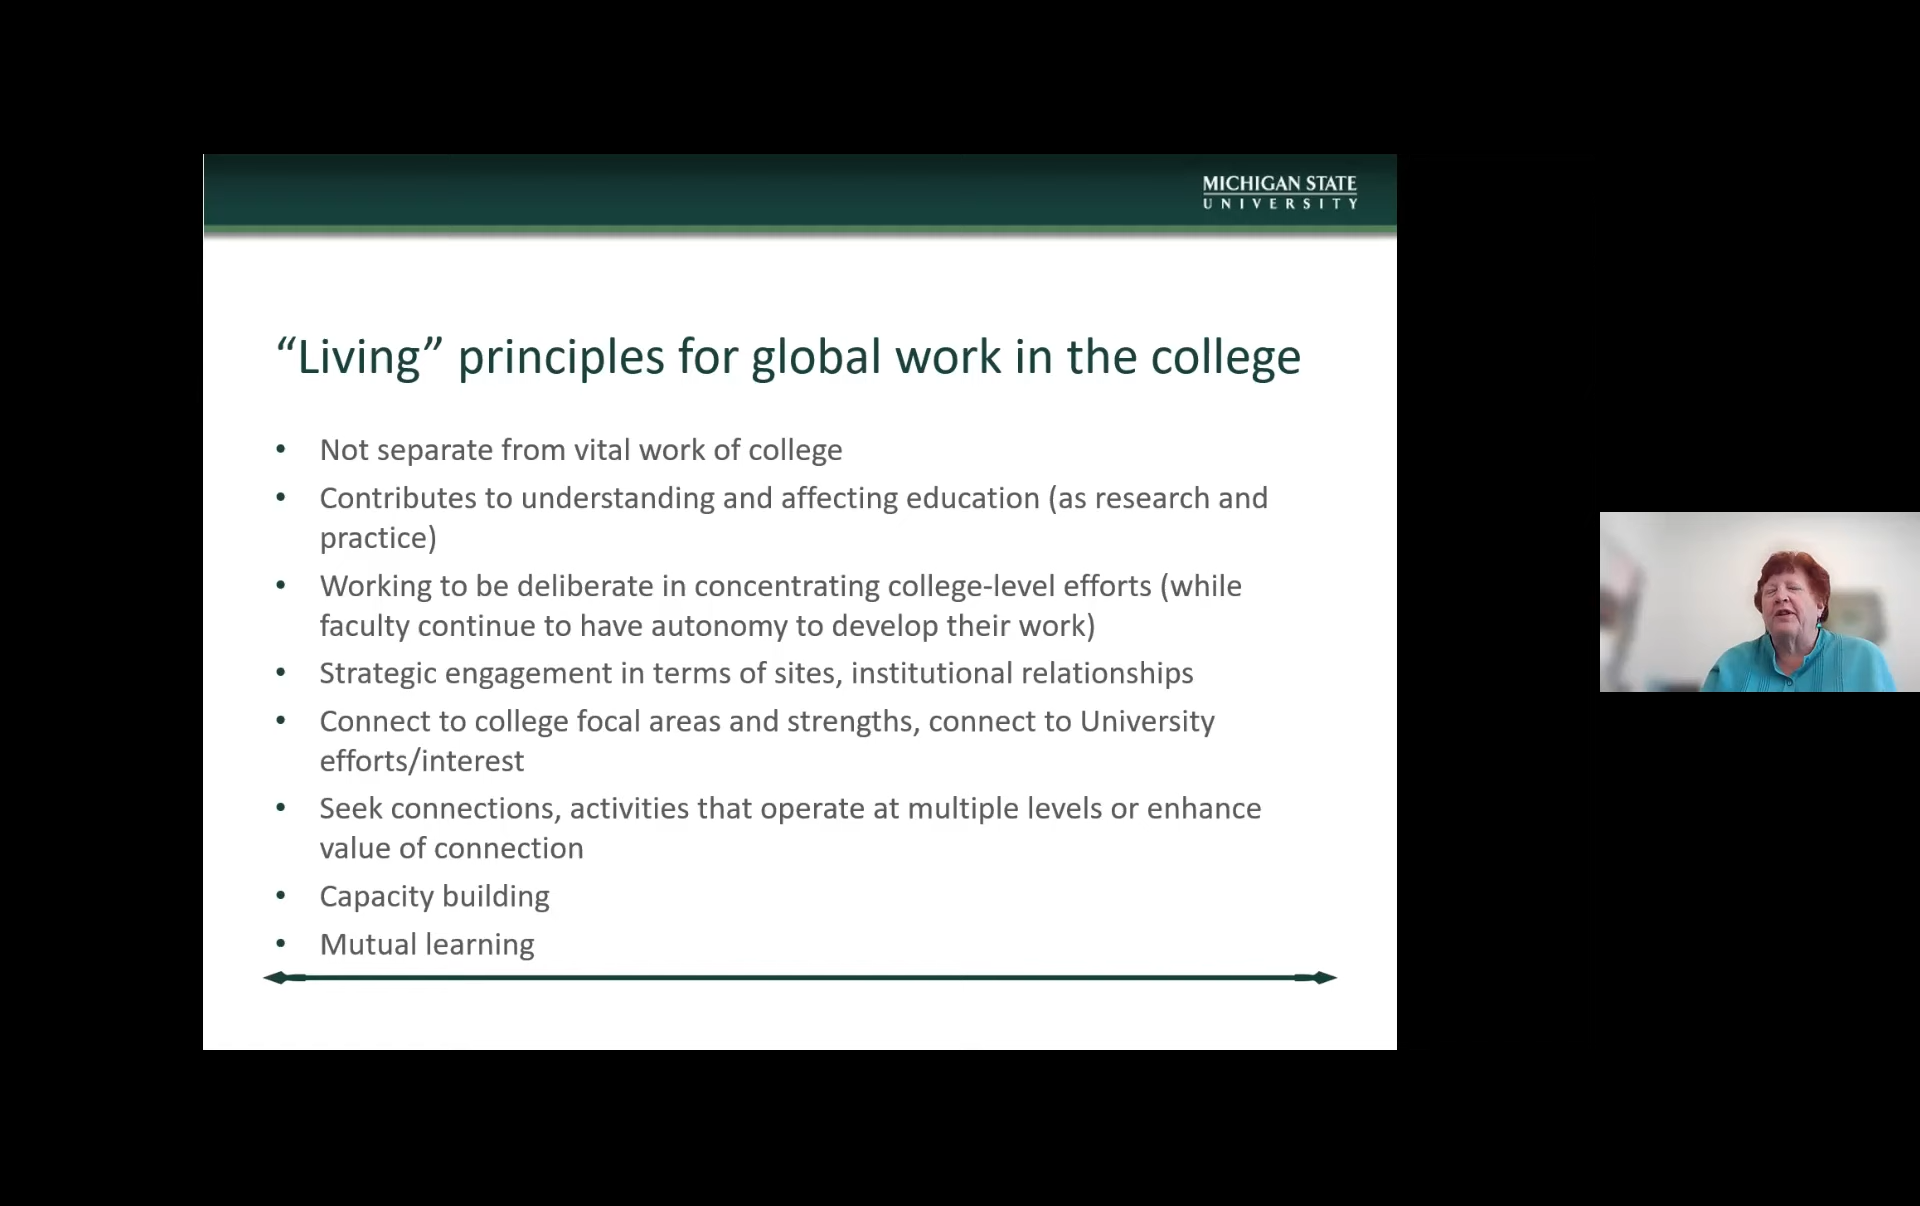 MICHIGAN STATE
UNIVERSITY
“Living” principles for global work in the college
• Not separate from vital work of college
• Contributes to understanding and affecting education (as research and
practice)
• Working to be deliberate in concentrating college-level efforts (while
faculty continue to have autonomy to develop their work)
• Strategic engagement in terms of sites, institutional relationships
• Connect to college focal areas and strengths, connect to University
efforts/interest
• Seek connections, activities that operate at multiple levels or enhance
value of connection
• Capacity building
• Mutual learning